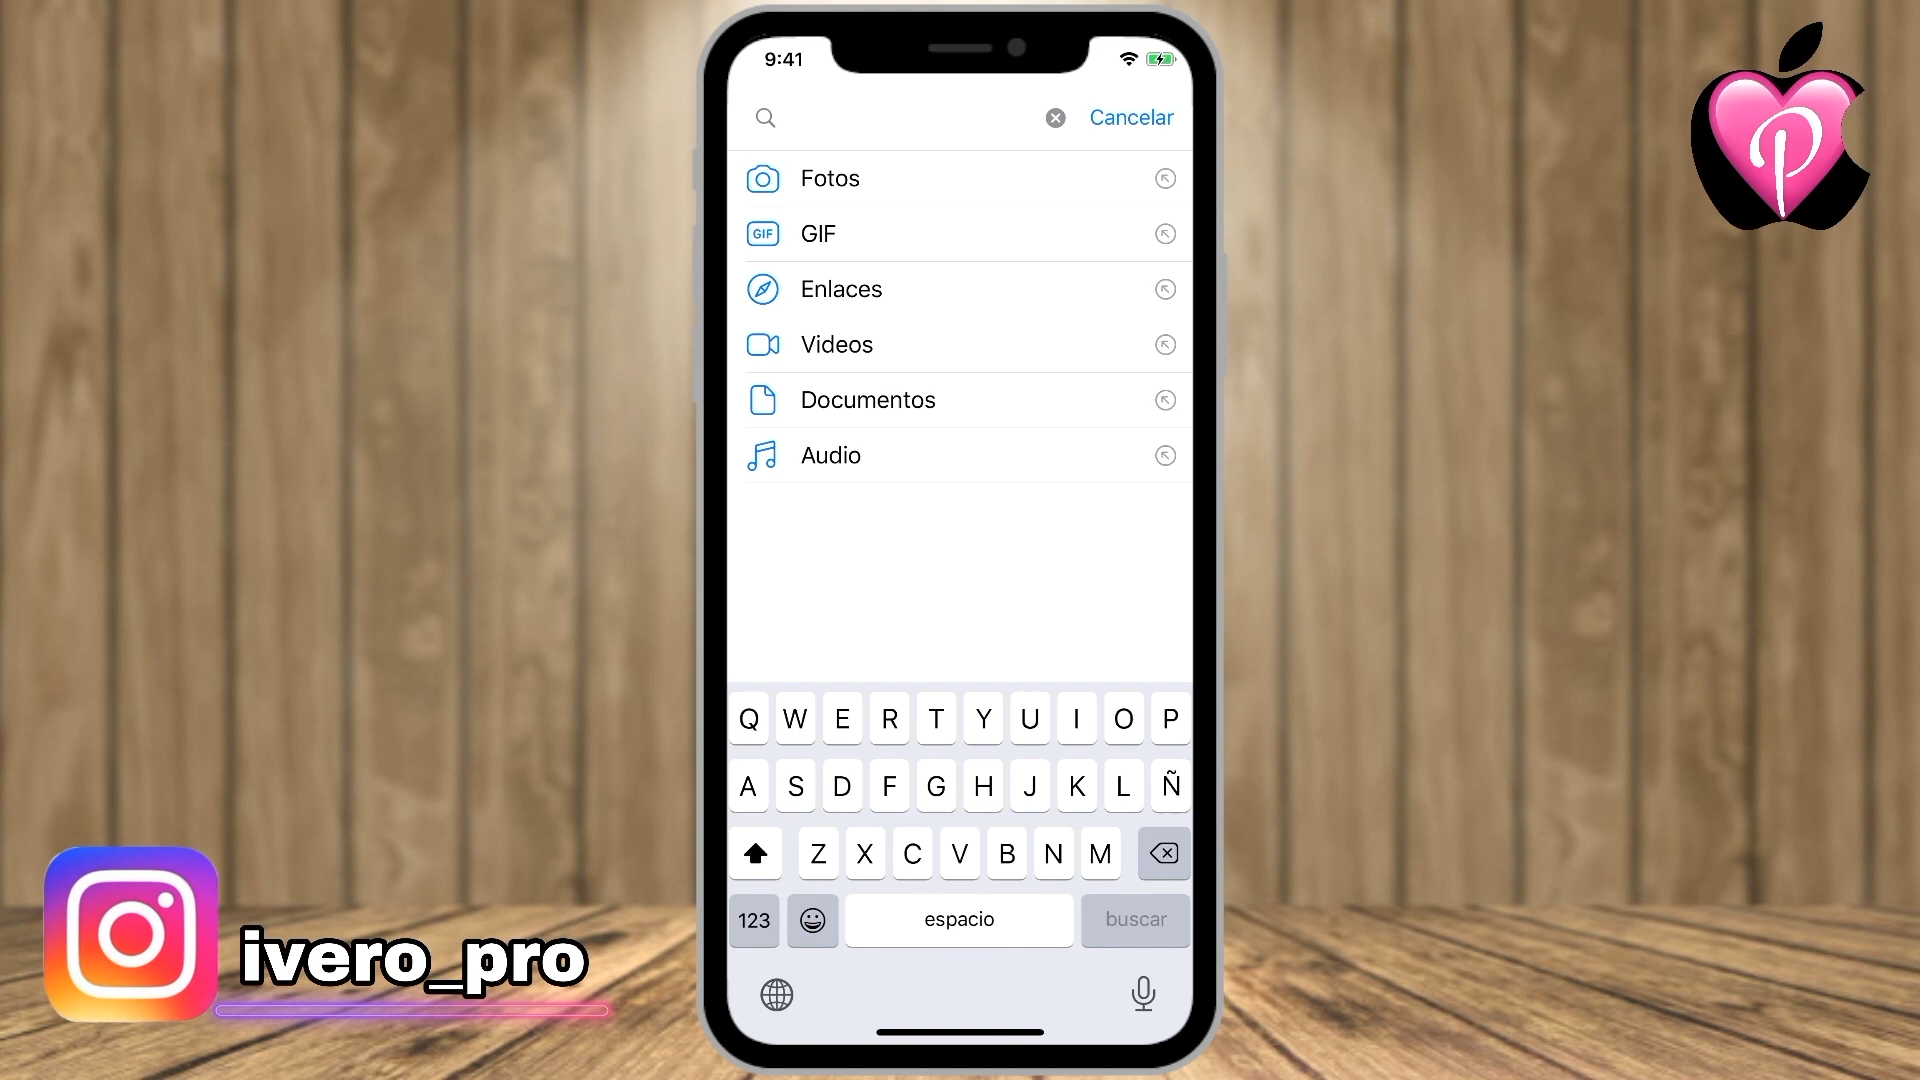 9:41
Cancelar
Fotos
GIF GIF
Enlaces
Videos
Documentos
Audio
Q W E R T Y U I O P
A S D F G H J K L Ñ
Z X C V B N M
123 espacio buscar
P
ivero_pro